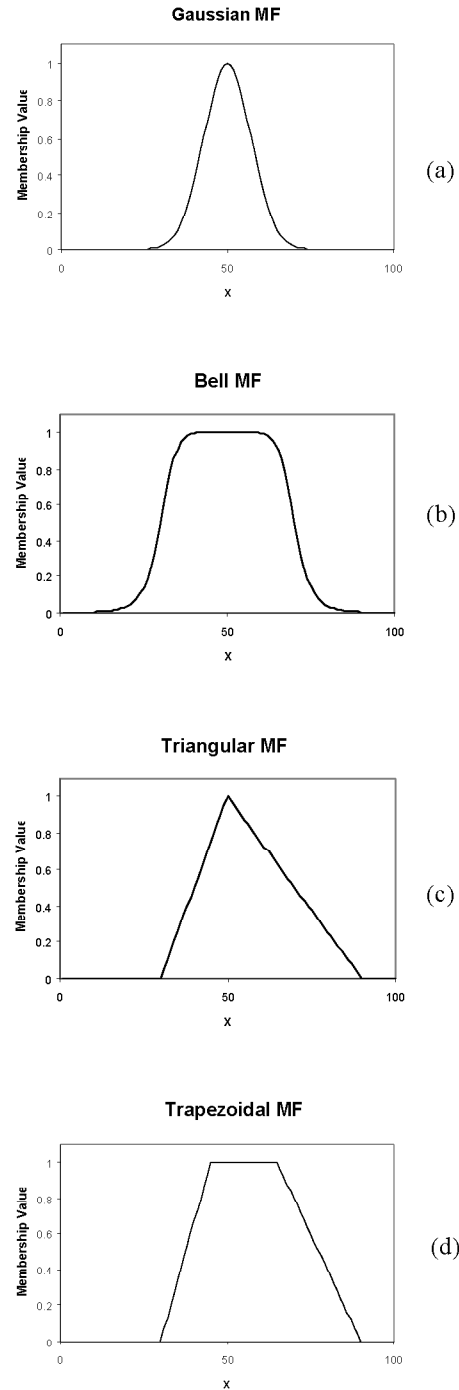 Gaussian MF
1
0.8
0.6
0.4
0.2
0
0 50 100
Membership Value
X
(a)
Bell MF
1
0.8
0.6
0.4
0.2
0
0 50 100
Membership Value
X
(b)
Triangular MF
1
0.8
0.6
0.4
0.2
0
0 50 100
Membership Value
X
(c)
Trapezoidal MF
1
0.8
0.6
0.4
0.2
0
0 50 100
Membership Value
X
(d)